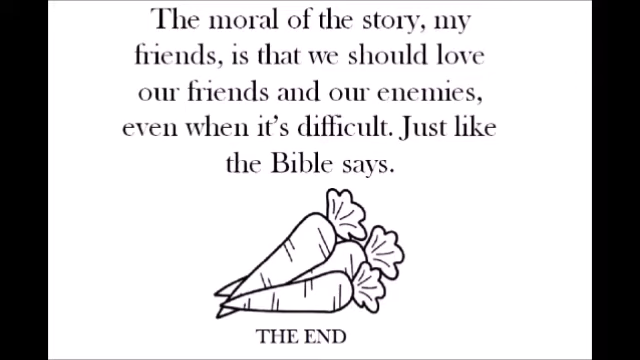 The moral of the story, my
friends, is that we should love
our friends and our enemies,
even when it's difficult. Just like
the Bible says.
THE END